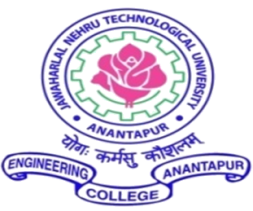 JAWAHARLAL NEHRU TECHNOLOGICAL UNIVERSITY
• ANANTAPUR •
योगः कर्मसु कौशलम्
ENGINEERING
COLLEGE
ANANTAPUR